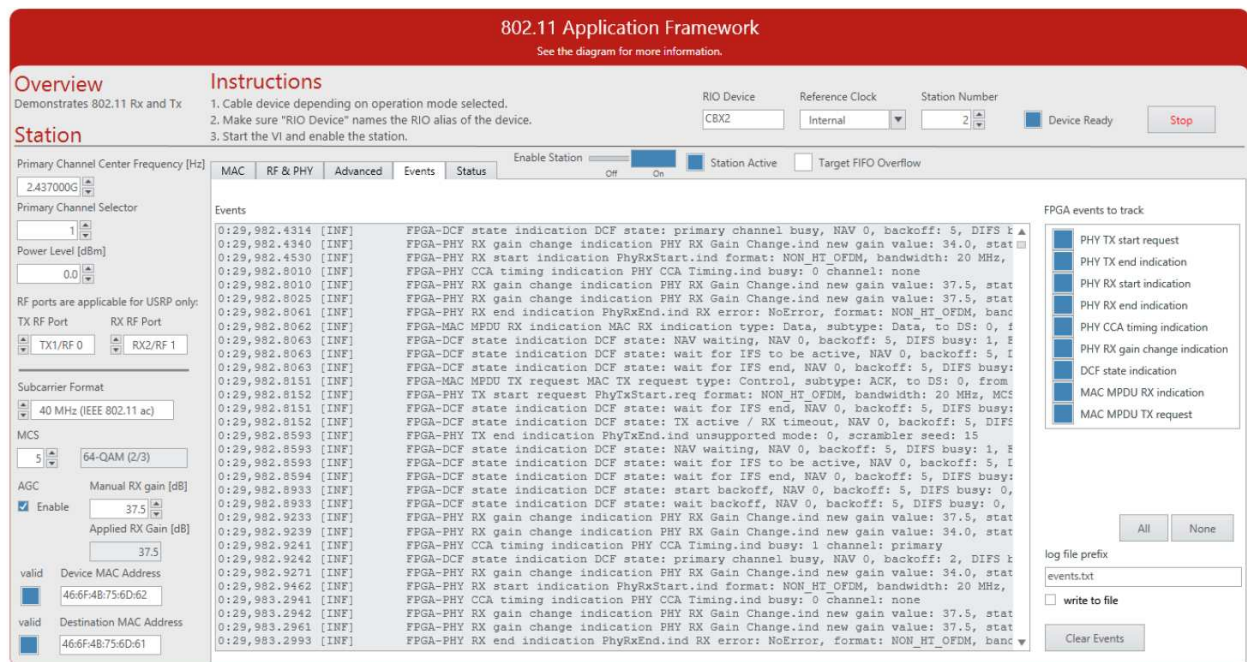 802.11 Application Framework
See the diagram for more information.
Overview
Demonstrates 802.11 Rx and Tx
Instructions
1. Cable device depending on operation mode selected.
2. Make sure "RIO Device" names the RIO alias of the device.
3. Start the VI and enable the station.
RIO Device
CBX2
Reference Clock
Internal
Station Number
2
Device Ready
Stop
Station
Primary Channel Center Frequency [Hz]
2.437000G
Primary Channel Selector
1
Power Level [dBm]
0.0
RF ports are applicable for USRP only:
TX RF Port RX RF Port
TX1/RF 0 RX2/RF 1
Subcarrier Format
40 MHz (IEEE 802.11 ac)
MCS
5 64-QAM (2/3)
AGC Manual RX gain [dB]
Enable 37.5
Applied RX Gain [dB]
37.5
valid Device MAC Address
46:6F:4B:75:6D:62
valid Destination MAC Address
46:6F:4B:75:6D:61
MAC RF & PHY Advanced Events Status
Enable Station Off On
Station Active
Target FIFO Overflow
Events
0:29,982.4314 [INF] FPGA-DCF state indication DCF state: primary channel busy, NAV 0, backoff: 5, DIFS
0:29,982.4340 [INF] FPGA-PHY RX gain change indication PHY RX Gain Change.ind new gain value: 34.0, stat
0:29,982.4530 [INF] FPGA-PHY RX start indication PhyRxStart.ind format: NON_HT_OFDM, bandwidth: 20 MHz,
0:29,982.8010 [INF] FPGA-PHY CCA timing indication PHY CCA Timing.ind busy: 0 channel: none
0:29,982.8010 [INF] FPGA-PHY RX gain change indication PHY RX Gain Change.ind new gain value: 37.5, stat
0:29,982.8025 [INF] FPGA-PHY RX gain change indication PHY RX Gain Change.ind new gain value: 37.5, stat
0:29,982.8061 [INF] FPGA-PHY RX end indication PhyRxEnd.ind RX error: NoError, format: NON_HT_OFDM, band
0:29,982.8062 [INF] FPGA-MAC MPDU RX indication MAC RX indication type: Data, subtype: Data, to DS: 0,
0:29,982.8063 [INF] FPGA-DCF state indication DCF state: NAV waiting, NAV 0, backoff: 5, DIFS busy: 1,
0:29,982.8063 [INF] FPGA-DCF state indication DCF state: wait for IFS to be active, NAV 0, backoff: 5,
0:29,982.8063 [INF] FPGA-DCF state indication DCF state: wait for IFS end, NAV 0, backoff: 5, DIFS busy:
0:29,982.8151 [INF] FPGA-MAC MPDU TX request MAC TX request type: Control, subtype: ACK, to DS: 0, from
0:29,982.8152 [INF] FPGA-PHY TX start request PhyTxStart.req format: NON_HT_OFDM, bandwidth: 20 MHz, MCS
0:29,982.8152 [INF] FPGA-DCF state indication DCF state: wait for IFS end, NAV 0, backoff: 5, DIFS busy:
0:29,982.8152 [INF] FPGA-DCF state indication DCF state: TX active / RX timeout, NAV 0, backoff: 5, DIFS
0:29,982.8593 [INF] FPGA-PHY TX end indication PhyTxEnd.ind unsupported mode: 0, scrambler seed: 15
0:29,982.8593 [INF] FPGA-DCF state indication DCF state: NAV waiting, NAV 0, backoff: 5, DIFS busy: 1,
0:29,982.8593 [INF] FPGA-DCF state indication DCF state: wait for IFS to be active, NAV 0, backoff: 5,
0:29,982.8594 [INF] FPGA-DCF state indication DCF state: wait for IFS end, NAV 0, backoff: 5, DIFS busy:
0:29,982.8933 [INF] FPGA-DCF state indication DCF state: start backoff, NAV 0, backoff: 5, DIFS busy: 0,
0:29,982.8933 [INF] FPGA-DCF state indication DCF state: wait backoff, NAV 0, backoff: 5, DIFS busy: 0,
0:29,982.9233 [INF] FPGA-PHY RX gain change indication PHY RX Gain Change.ind new gain value: 37.5, stat
0:29,982.9239 [INF] FPGA-PHY RX gain change indication PHY RX Gain Change.ind new gain value: 34.0, stat
0:29,982.9241 [INF] FPGA-PHY CCA timing indication PHY CCA Timing.ind busy: 1 channel: primary
0:29,982.9242 [INF] FPGA-DCF state indication DCF state: primary channel busy, NAV 0, backoff: 2, DIFS
0:29,982.9271 [INF] FPGA-PHY RX gain change indication PHY RX Gain Change.ind new gain value: 34.0, stat
0:29,982.9462 [INF] FPGA-PHY RX start indication PhyRxStart.ind format: NON_HT_OFDM, bandwidth: 20 MHz,
0:29,983.2941 [INF] FPGA-PHY CCA timing indication PHY CCA Timing.ind busy: 0 channel: none
0:29,983.2942 [INF] FPGA-PHY RX gain change indication PHY RX Gain Change.ind new gain value: 37.5, stat
0:29,983.2961 [INF] FPGA-PHY RX gain change indication PHY RX Gain Change.ind new gain value: 37.5, stat
0:29,983.2993 [INF] FPGA-PHY RX end indication PhyRxEnd.ind RX error: NoError, format: NON_HT_OFDM, band
FPGA events to track
PHY TX start request
PHY TX end indication
PHY RX start indication
PHY RX end indication
PHY CCA timing indication
PHY RX gain change indication
DCF state indication
MAC MPDU RX indication
MAC MPDU TX request
All None
log file prefix
events.txt
write to file
Clear Events